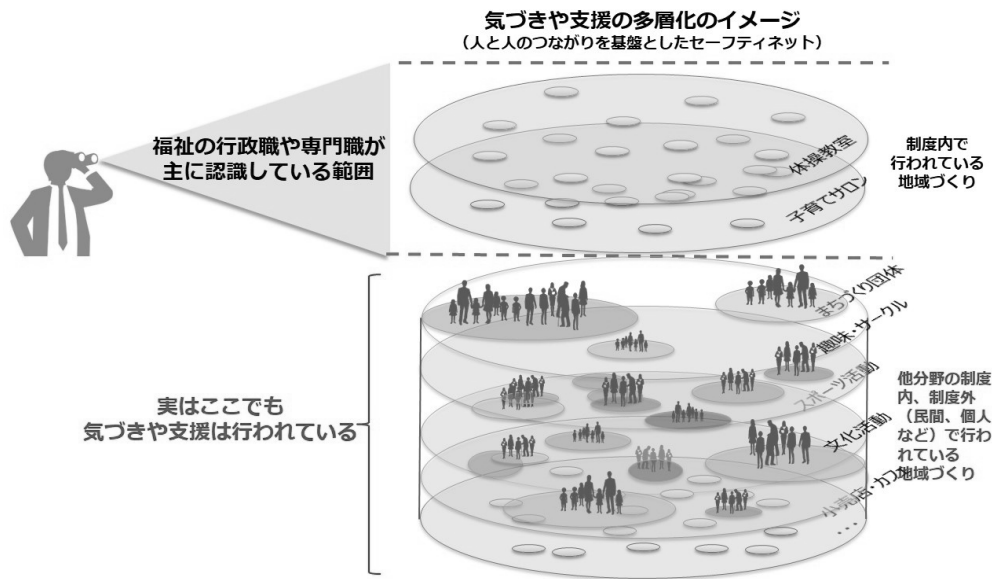 気づきや支援の多層化のイメージ
（人と人のつながりを基盤としたセーフティネット）
福祉の行政職や専門職が
主に認識している範囲
体操教室
子育てサロン
制度内で
行われている
地域づくり
実はここでも
気づきや支援は行われている
まちづくり団体
趣味・サークル
スポーツ活動
文化活動
小売店・カフェ
・・・
他分野の制度
内、制度外
（民間、個人
など）で行わ
れている
地域づくり